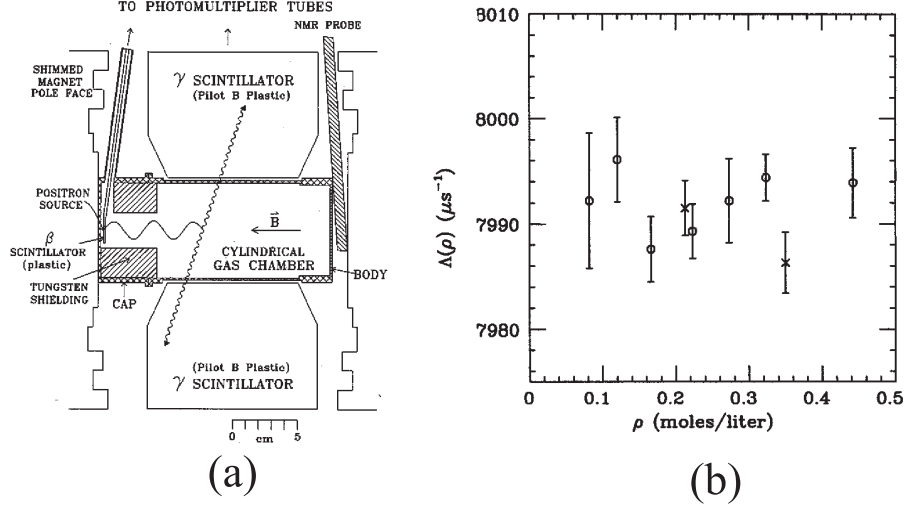 TO PHOTOMULTIPLIER TUBES
NMR PROBE
SHIMMED
MAGNET
POLE FACE
γ SCINTILLATOR
(Pilot B Plastic)
POSITRON
SOURCE
β
SCINTILLATOR
(plastic)
TUNGSTEN
SHIELDING
CAP
B⃗
CYLINDRICAL
GAS CHAMBER
BODY
(Pilot B Plastic)
γ SCINTILLATOR
0 cm 5
(a)
8010
8000
7990
7980
Λ(ρ) (μs⁻¹)
0 0.1 0.2 0.3 0.4 0.5
ρ (moles/liter)
(b)